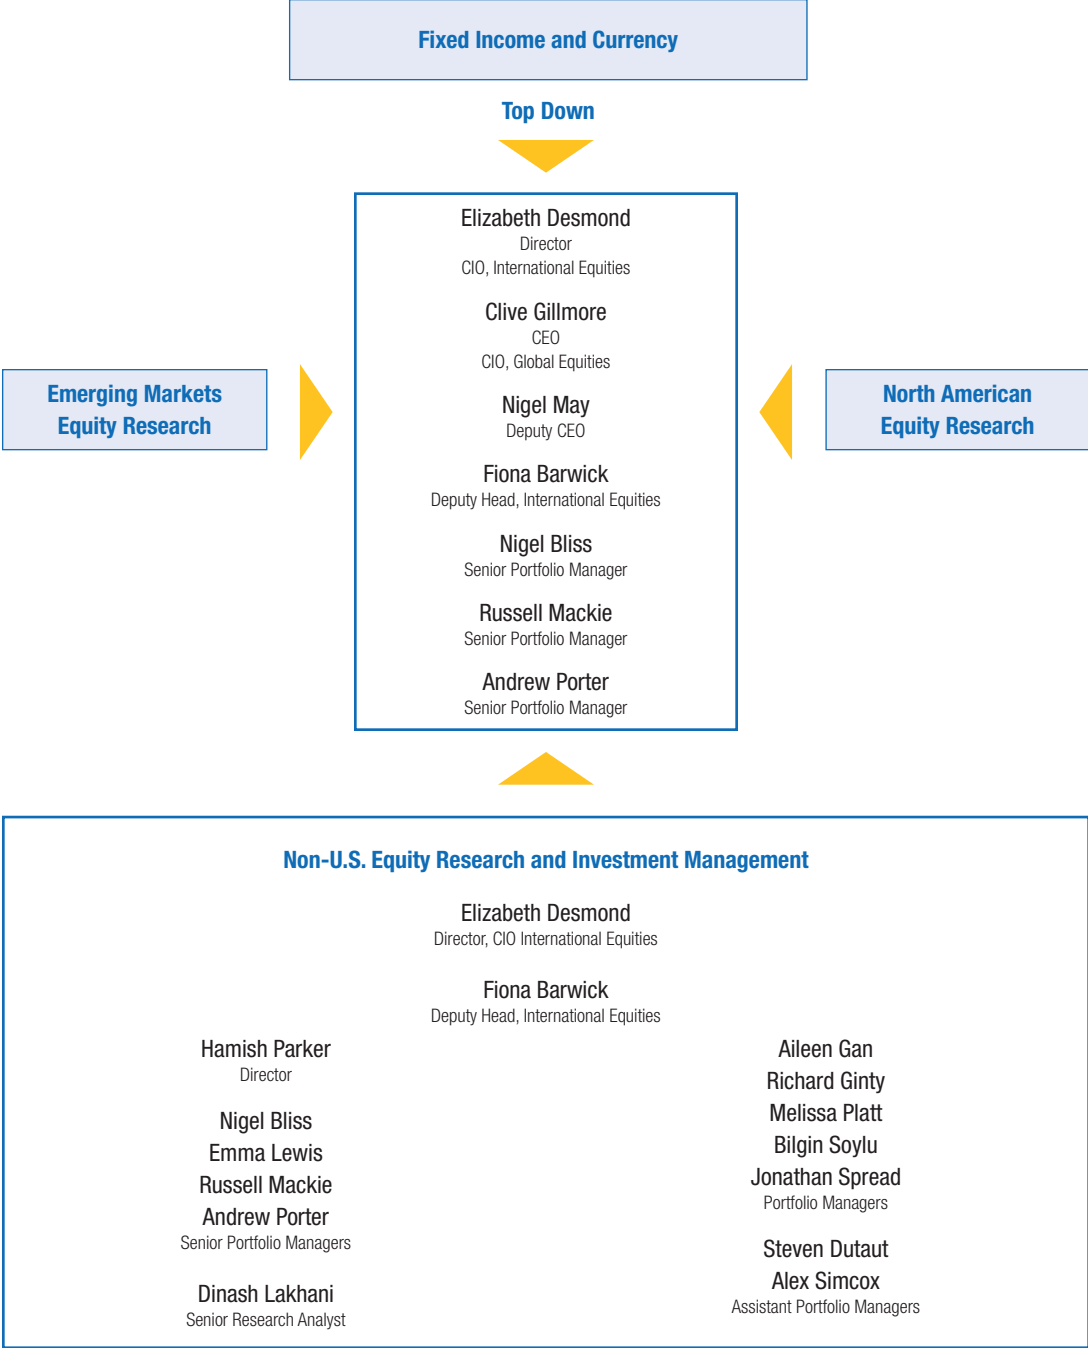 Fixed Income and Currency
Top Down
Elizabeth Desmond
Director
CIO, International Equities
Clive Gillmore
CEO
CIO, Global Equities
Nigel May
Deputy CEO
Fiona Barwick
Deputy Head, International Equities
Nigel Bliss
Senior Portfolio Manager
Russell Mackie
Senior Portfolio Manager
Andrew Porter
Senior Portfolio Manager
Emerging Markets
Equity Research
North American
Equity Research
Non-U.S. Equity Research and Investment Management
Elizabeth Desmond
Director, CIO International Equities
Fiona Barwick
Deputy Head, International Equities
Hamish Parker
Director
Nigel Bliss
Emma Lewis
Russell Mackie
Andrew Porter
Senior Portfolio Managers
Dinash Lakhani
Senior Research Analyst
Aileen Gan
Richard Ginty
Melissa Platt
Bilgin Soylu
Jonathan Spread
Portfolio Managers
Steven Dutaut
Alex Simcox
Assistant Portfolio Managers